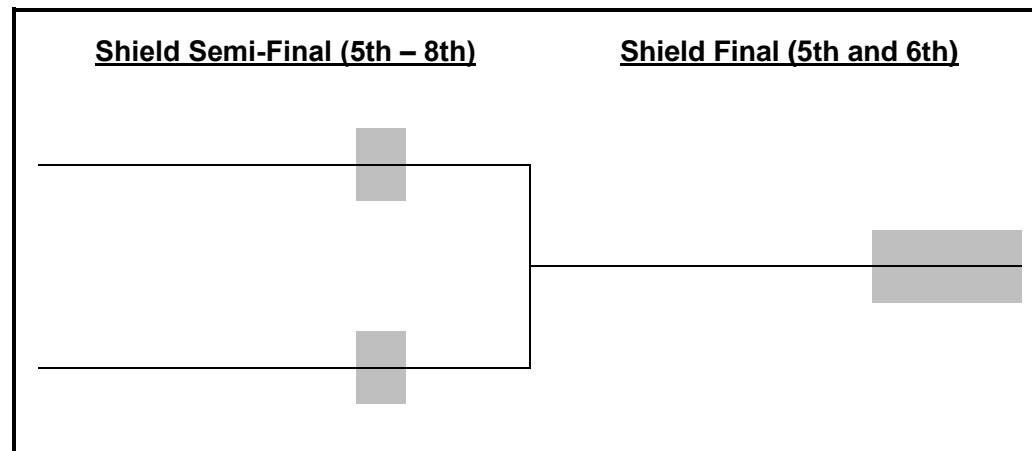 Shield Semi-Final (5th – 8th)
Shield Final (5th and 6th)